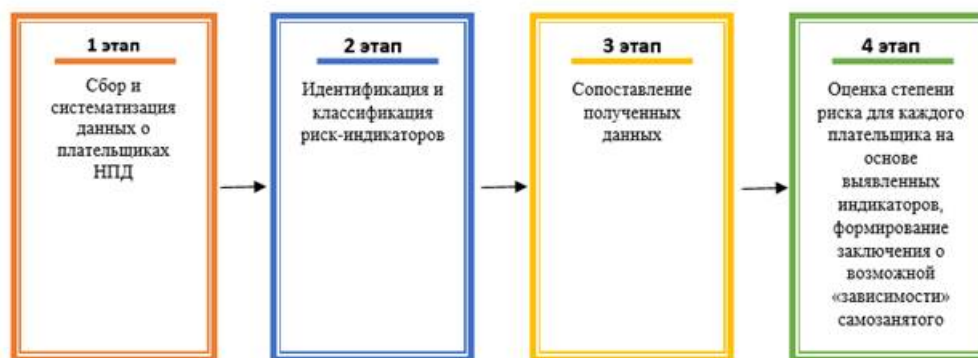 1 этап
Сбор и
систематизация
данных о
плательщиках
НПД
2 этап
Идентификация и
классификация
риск-индикаторов
3 этап
Сопоставление
полученных
данных
4 этап
Оценка степени
риска для каждого
плательщика на
основе
выявленных
индикаторов,
формирование
заключения о
возможной
«зависимости»
самозанятого